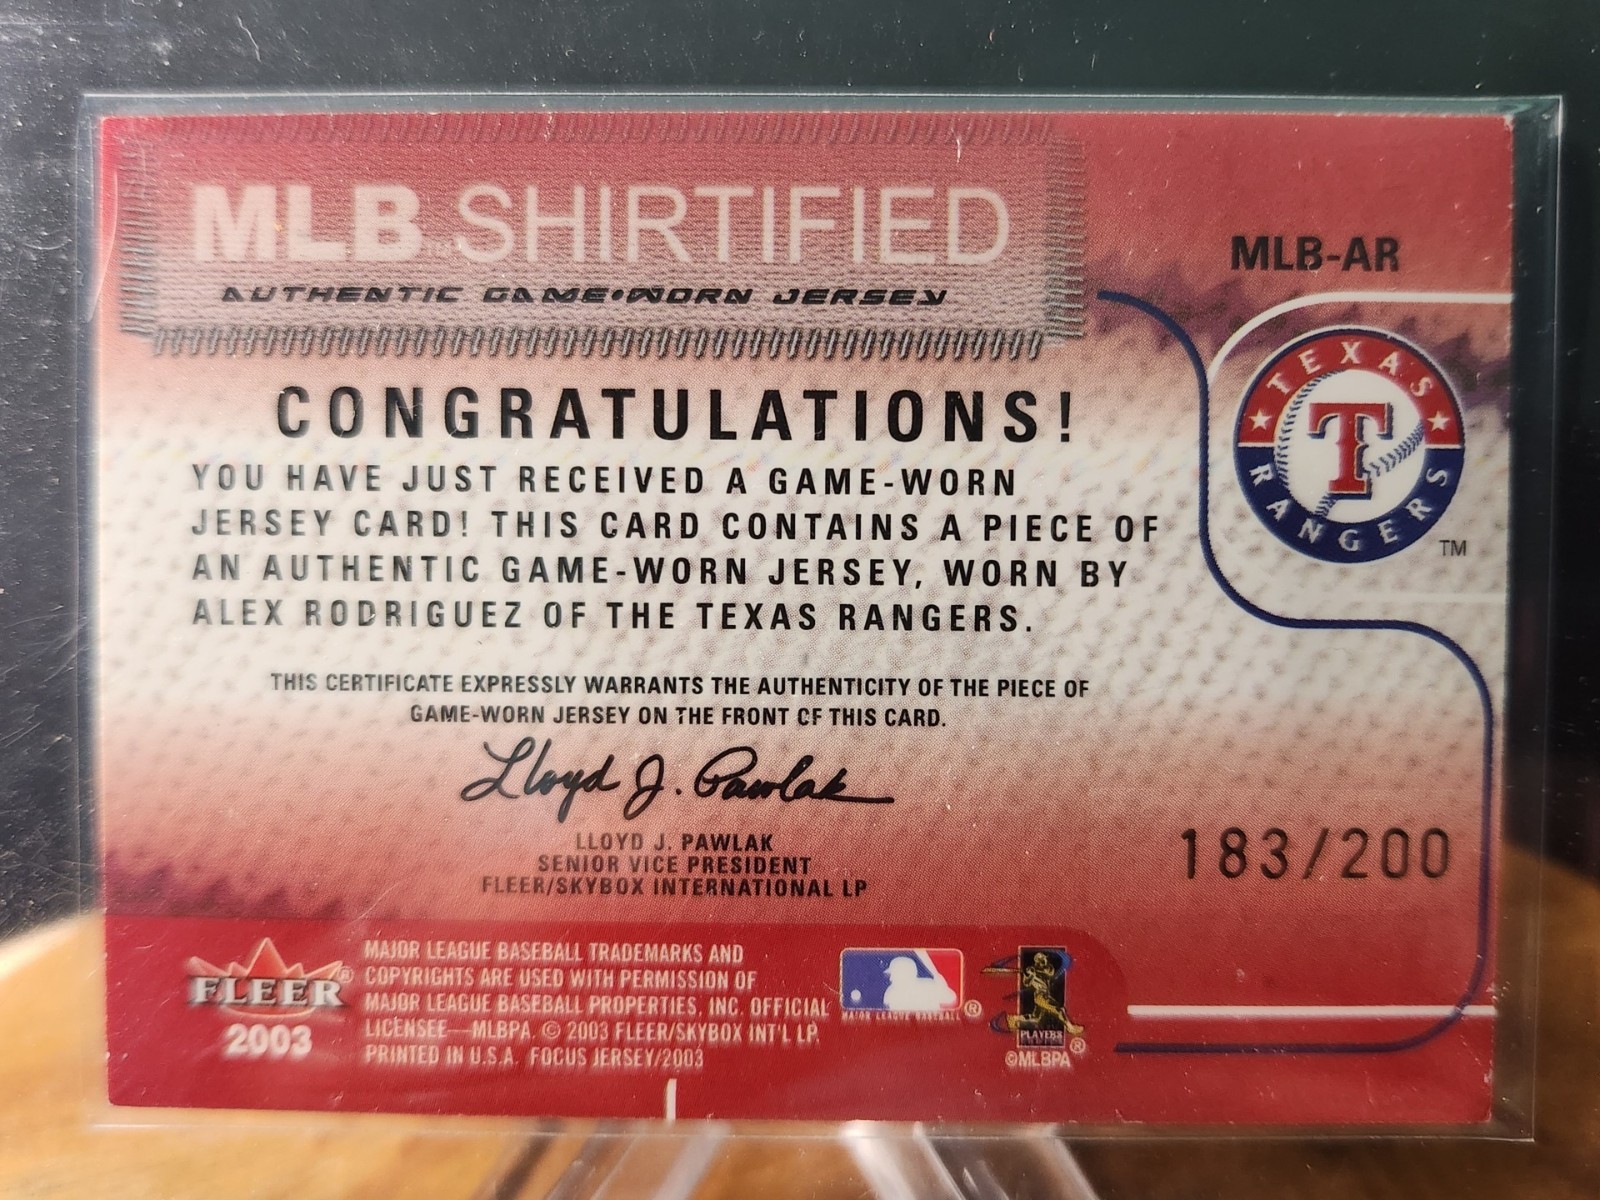 MLB SHIRTIFIED
AUTHENTIC GAME•WORN JERSEY
MLB-AR
TEXAS
T
RANGERS
TM
CONGRATULATIONS!
YOU HAVE JUST RECEIVED A GAME-WORN
JERSEY CARD! THIS CARD CONTAINS A PIECE OF
AN AUTHENTIC GAME-WORN JERSEY, WORN BY
ALEX RODRIGUEZ OF THE TEXAS RANGERS.
THIS CERTIFICATE EXPRESSLY WARRANTS THE AUTHENTICITY OF THE PIECE OF
GAME-WORN JERSEY ON THE FRONT OF THIS CARD.
Lloyd J. Pawlak
LLOYD J. PAWLAK
SENIOR VICE PRESIDENT
FLEER/SKYBOX INTERNATIONAL LP
183/200
FLEER®
2003
MAJOR LEAGUE BASEBALL TRADEMARKS AND
COPYRIGHTS ARE USED WITH PERMISSION OF
MAJOR LEAGUE BASEBALL PROPERTIES, INC. OFFICIAL
LICENSEE—MLBPA. © 2003 FLEER/SKYBOX INT'L LP.
PRINTED IN U.S.A. FOCUS JERSEY/2003
MAJOR LEAGUE BASEBALL ®
PLAYERS
®
©MLBPA